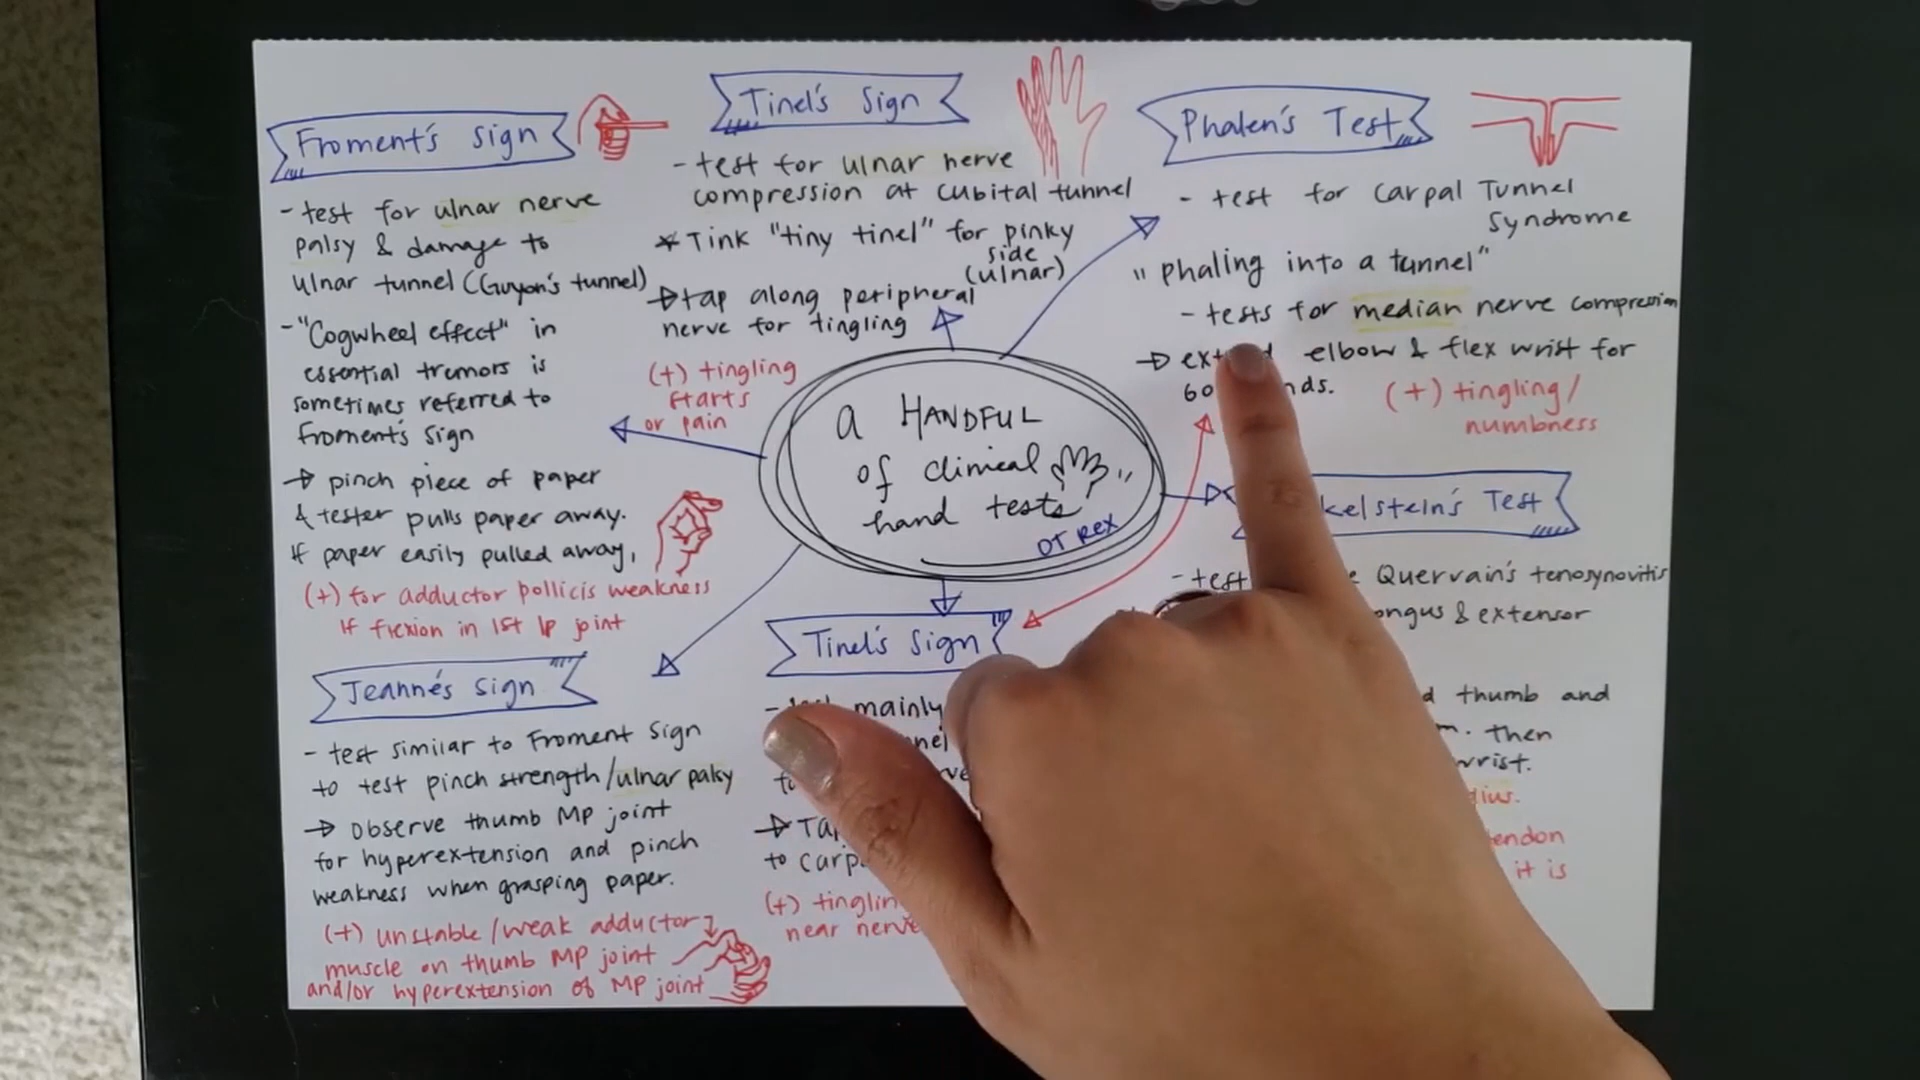 Froment's Sign
- test for ulnar nerve
palsy & damage to
ulnar tunnel (Guyon's tunnel)
- "Cogwheel effect" in
essential tremors is
sometimes referred to
froment's sign
→ pinch piece of paper
& tester pulls paper away.
If paper easily pulled away,
(+) for adductor pollicis weakness
If flexion in 1st Ip joint
Tinel's Sign
- test for ulnar nerve
compression at cubital tunnel
* Tink "tiny tinel" for pinky
side
(ulnar)
→ tap along peripheral
nerve for tingling
(+) tingling
starts
or pain
Phalen's Test
- test for Carpal Tunnel
Syndrome
"phaling into a tunnel"
- tests for median nerve compression
→ elbow & flex wrist for
60
(+) tingling/
numbness
a HANDFUL
of clinical
hand tests
OT REX
Test
- test Quervain's tenosynovitis
& extensor
thumb and
then
wrist.
tendon
it is
Jeanne's Sign
- test similar to Froment Sign
to test pinch strength/ulnar palsy
→ observe thumb MP joint
for hyperextension and pinch
weakness when grasping paper.
(+) unstable/weak adductor
muscle on thumb MP joint
and/or hyperextension of MP joint
Tinel's Sign
- mainly
→
to
(+)
near nerve